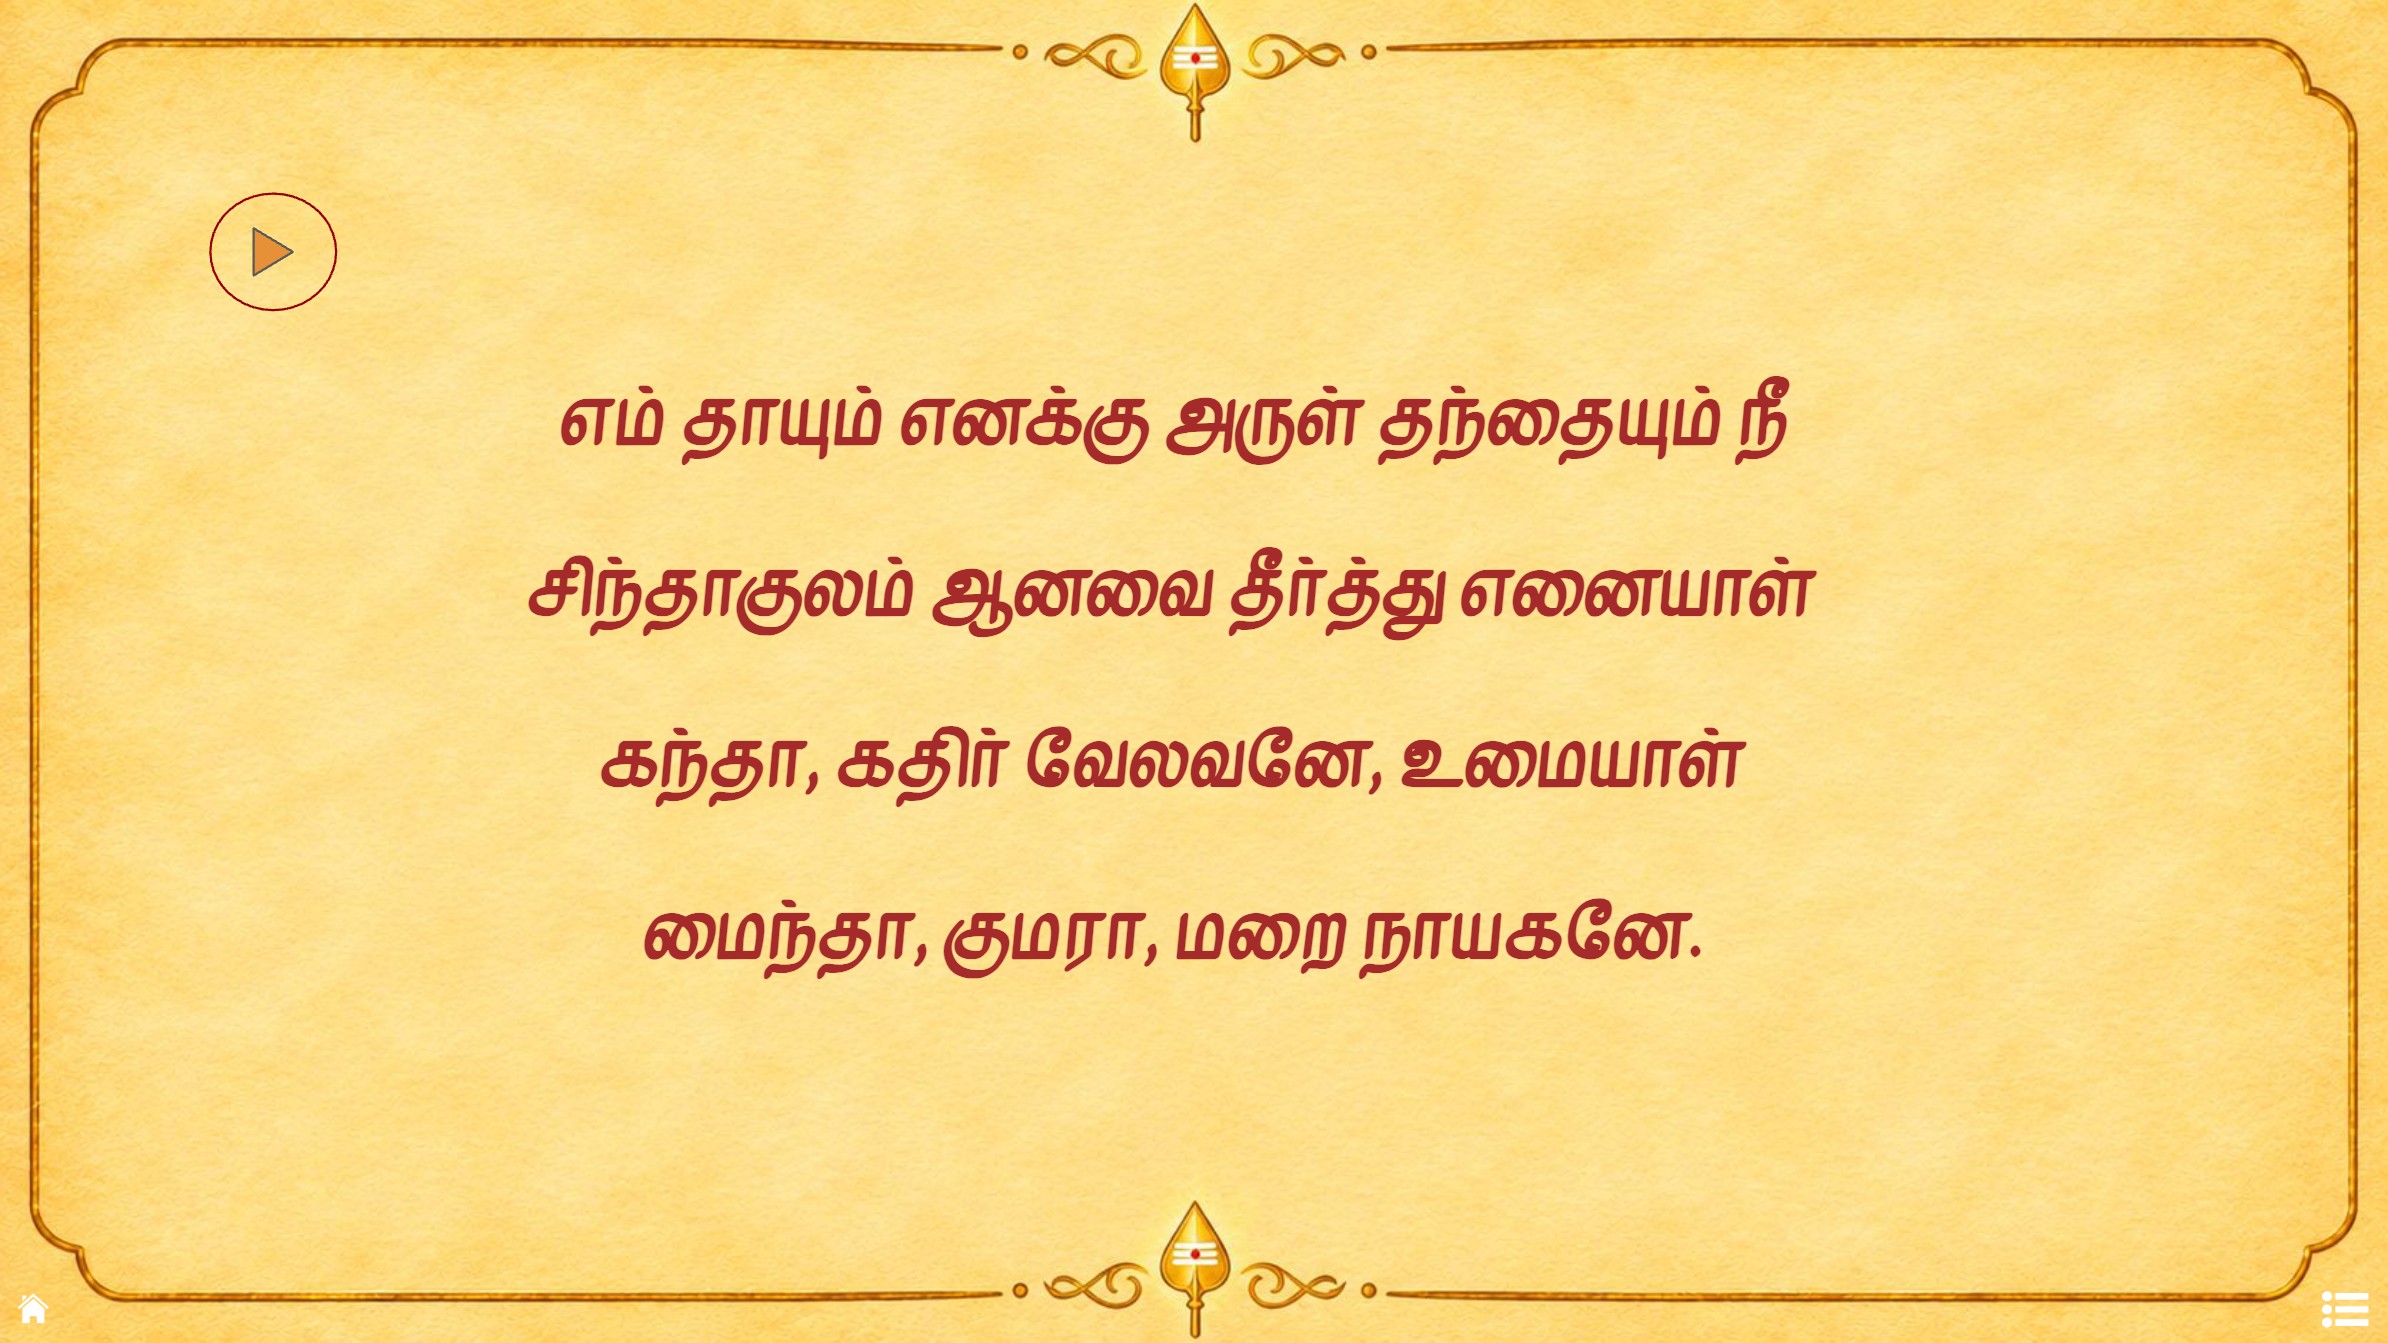 எம் தாயும் எனக்கு அருள் தந்தையும் நீ
சிந்தாகுலம் ஆனவை தீர்த்து எனையாள்
கந்தா, கதிர் வேலவனே, உமையாள்
மைந்தா, குமரா, மறை நாயகனே.